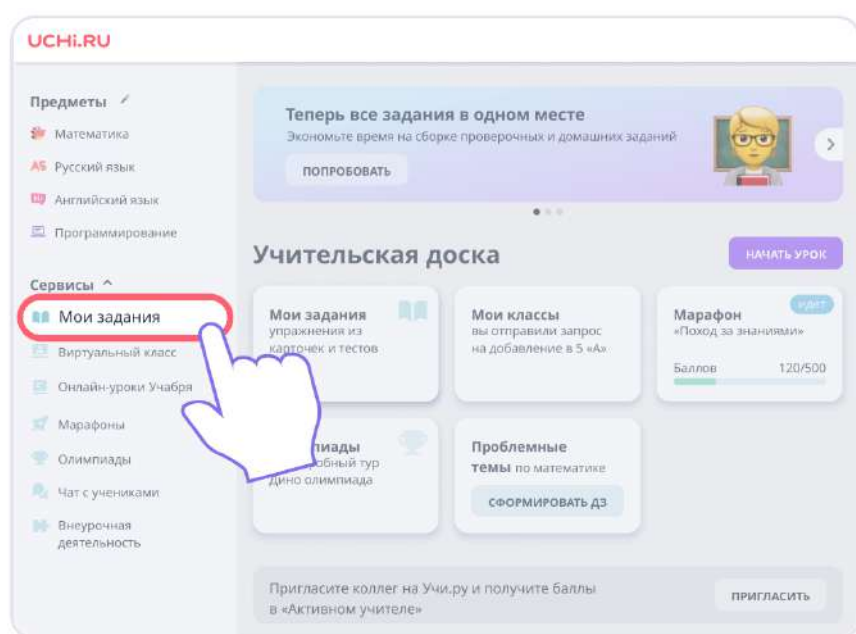 UCHi.RU
Предметы
Математика
АБ Русский язык
Английский язык
Программирование
Сервисы
Мои задания
Виртуальный класс
Онлайн-уроки Учабря
Марафоны
Олимпиады
Чат с учениками
Внеурочная
деятельность
Теперь все задания в одном месте
Экономьте время на сборке проверочных и домашних заданий
ПОПРОБОВАТЬ
Учительская доска
НАЧАТЬ УРОК
Мои задания
упражнения из
карточек и тестов
Мои классы
вы отправили запрос
на добавление в 5 «А»
идет
Марафон
«Поход за знаниями»
Баллов 120/500
пиады
обный тур
Дино олимпиада
Проблемные
темы по математике
СФОРМИРОВАТЬ ДЗ
Пригласите коллег на Учи.ру и получите баллы
в «Активном учителе»
ПРИГЛАСИТЬ